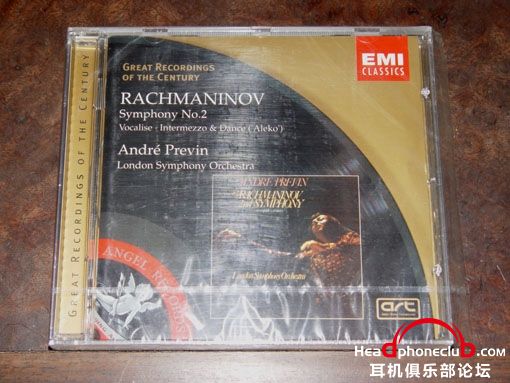 GREAT RECORDINGS
OF THE CENTURY
EMI
CLASSICS
RACHMANINOV
Symphony No.2
Vocalise · Intermezzo & Dance ('Aleko')
André Previn
London Symphony Orchestra
ANDRÉ PREVIN
RACHMANINOV
2nd SYMPHONY
London Symphony Orchestra
GREAT RECORDINGS OF THE CENTURY
ANGEL RECORDS
art
Headphoneclub.com
耳机俱乐部论坛